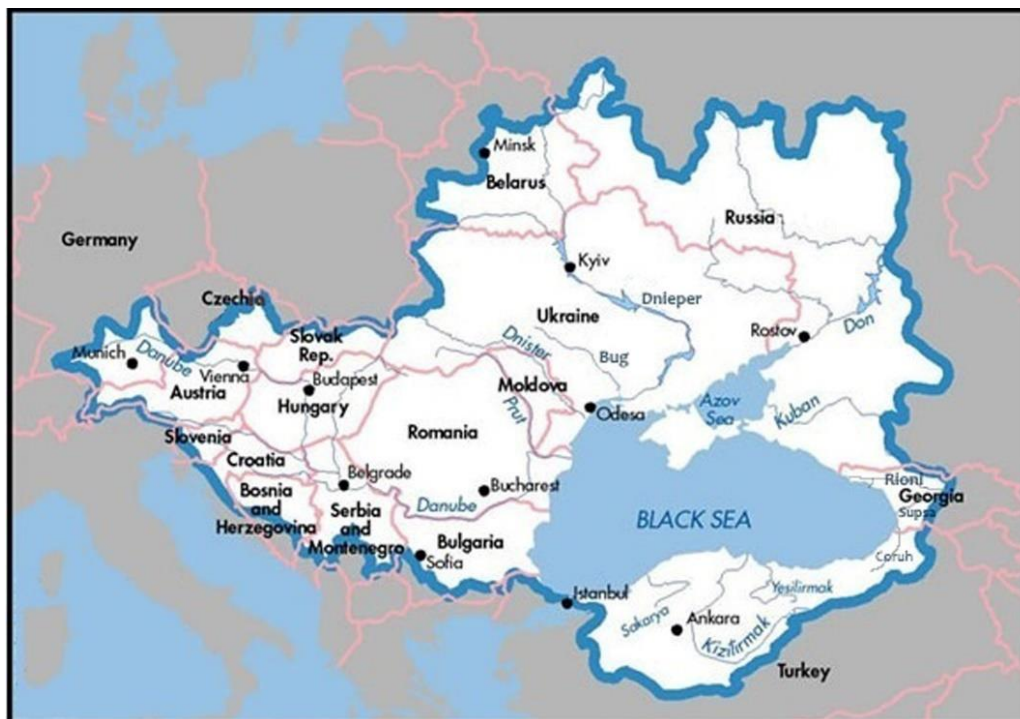 Minsk
Belarus
Russia
Germany
Kyiv
Czechia
Dnieper
Ukraine
Slovak
Rep.
Dnister
Rostov
Don
Munich
Danube
Bug
Vienna
Budapest
Austria
Moldova
Hungary
Prut
Odesa
Azov
Sea
Kuban
Romania
Slovenia
Croatia
Belgrade
Bucharest
Rioni
Georgia
Bosnia
and
Herzegovina
Danube
Supsa
Serbia
and
Montenegro
BLACK SEA
Bulgaria
Sofia
Coruh
Istanbul
Yesilirmak
Sakarya
Ankara
Kizilirmak
Turkey